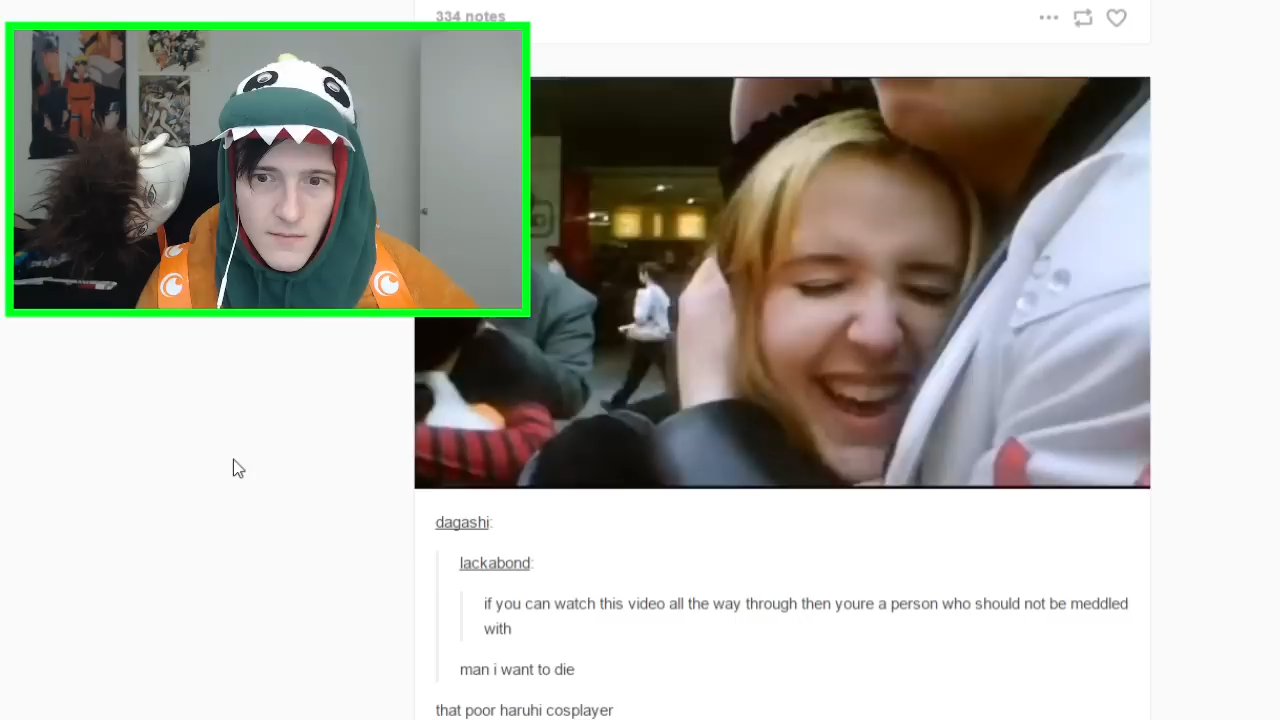 334 notes
dagashi:
lackabond:
if you can watch this video all the way through then youre a person who should not be meddled
with
man i want to die
that poor haruhi cosplayer